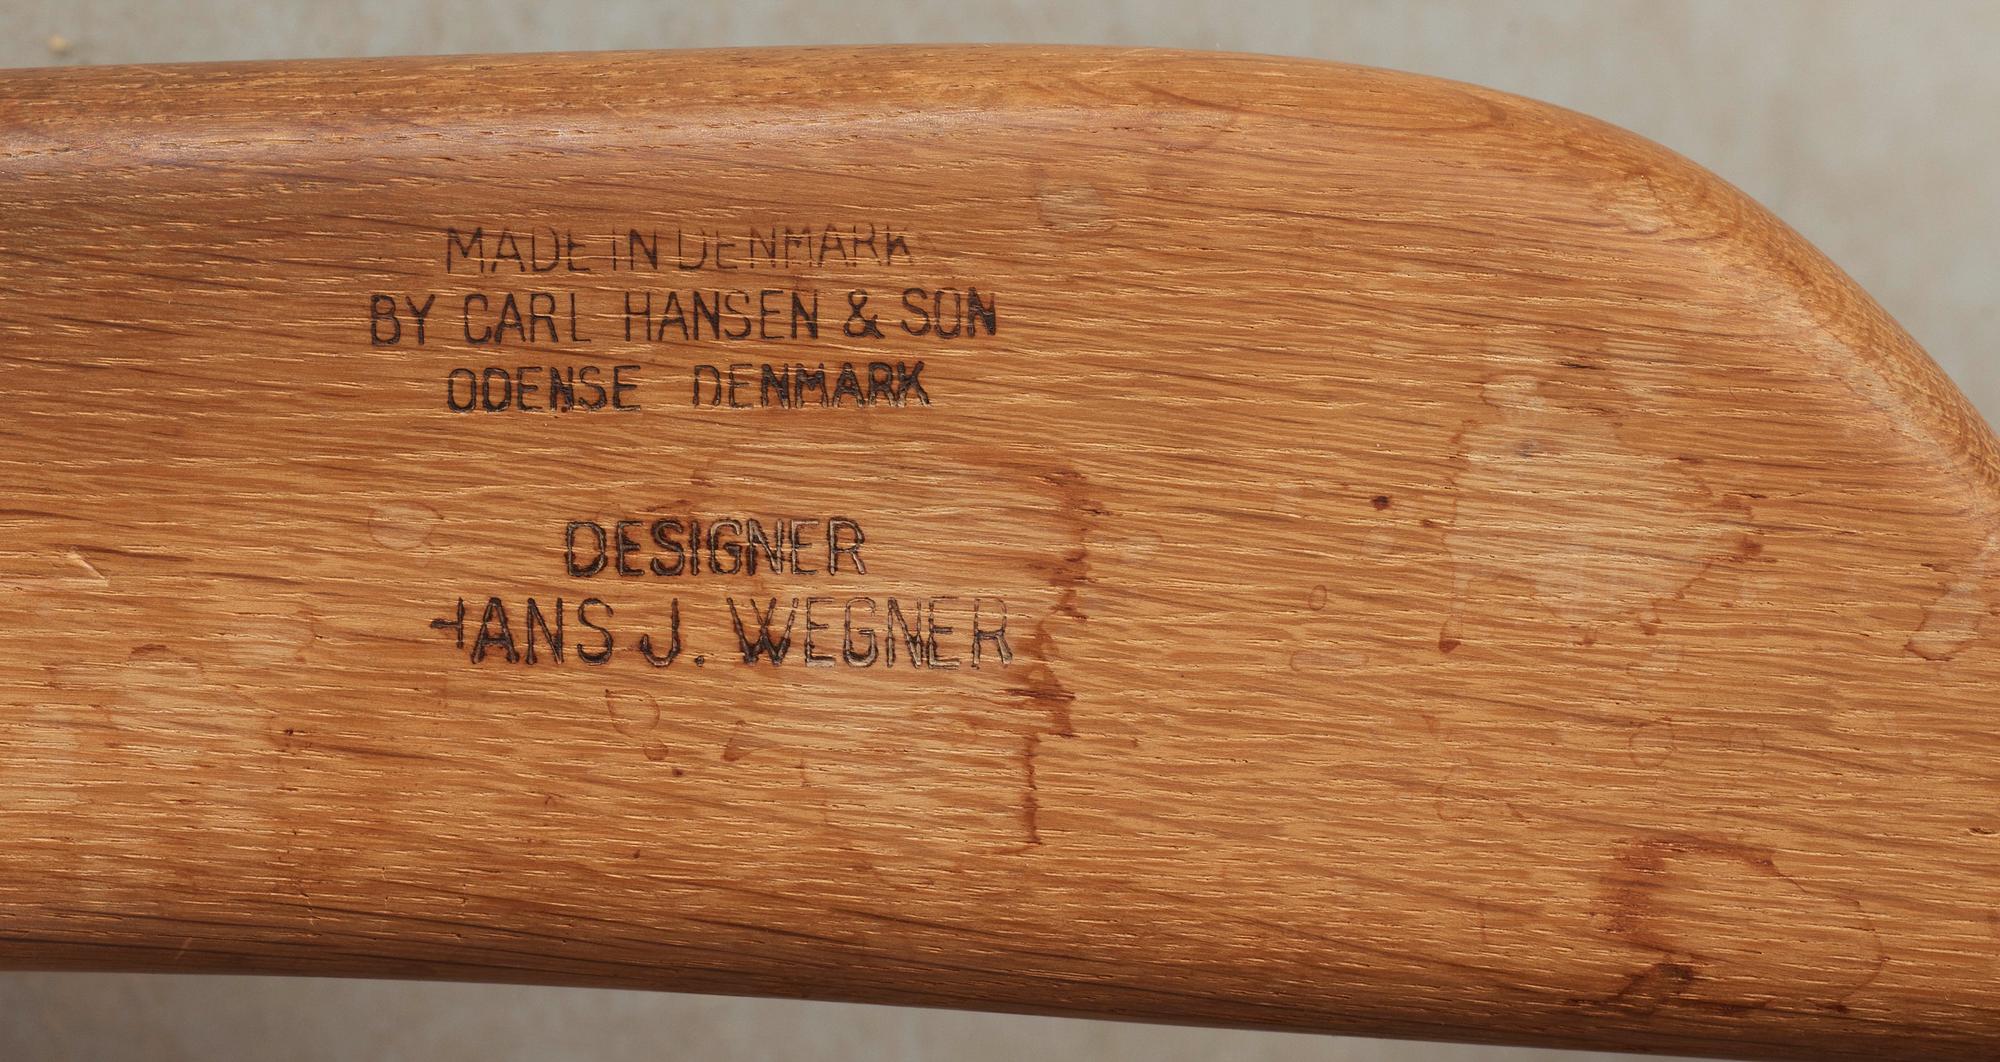 MADE IN DENMARK
BY CARL HANSEN & SON
ODENSE DENMARK
DESIGNER
HANS J. WEGNER